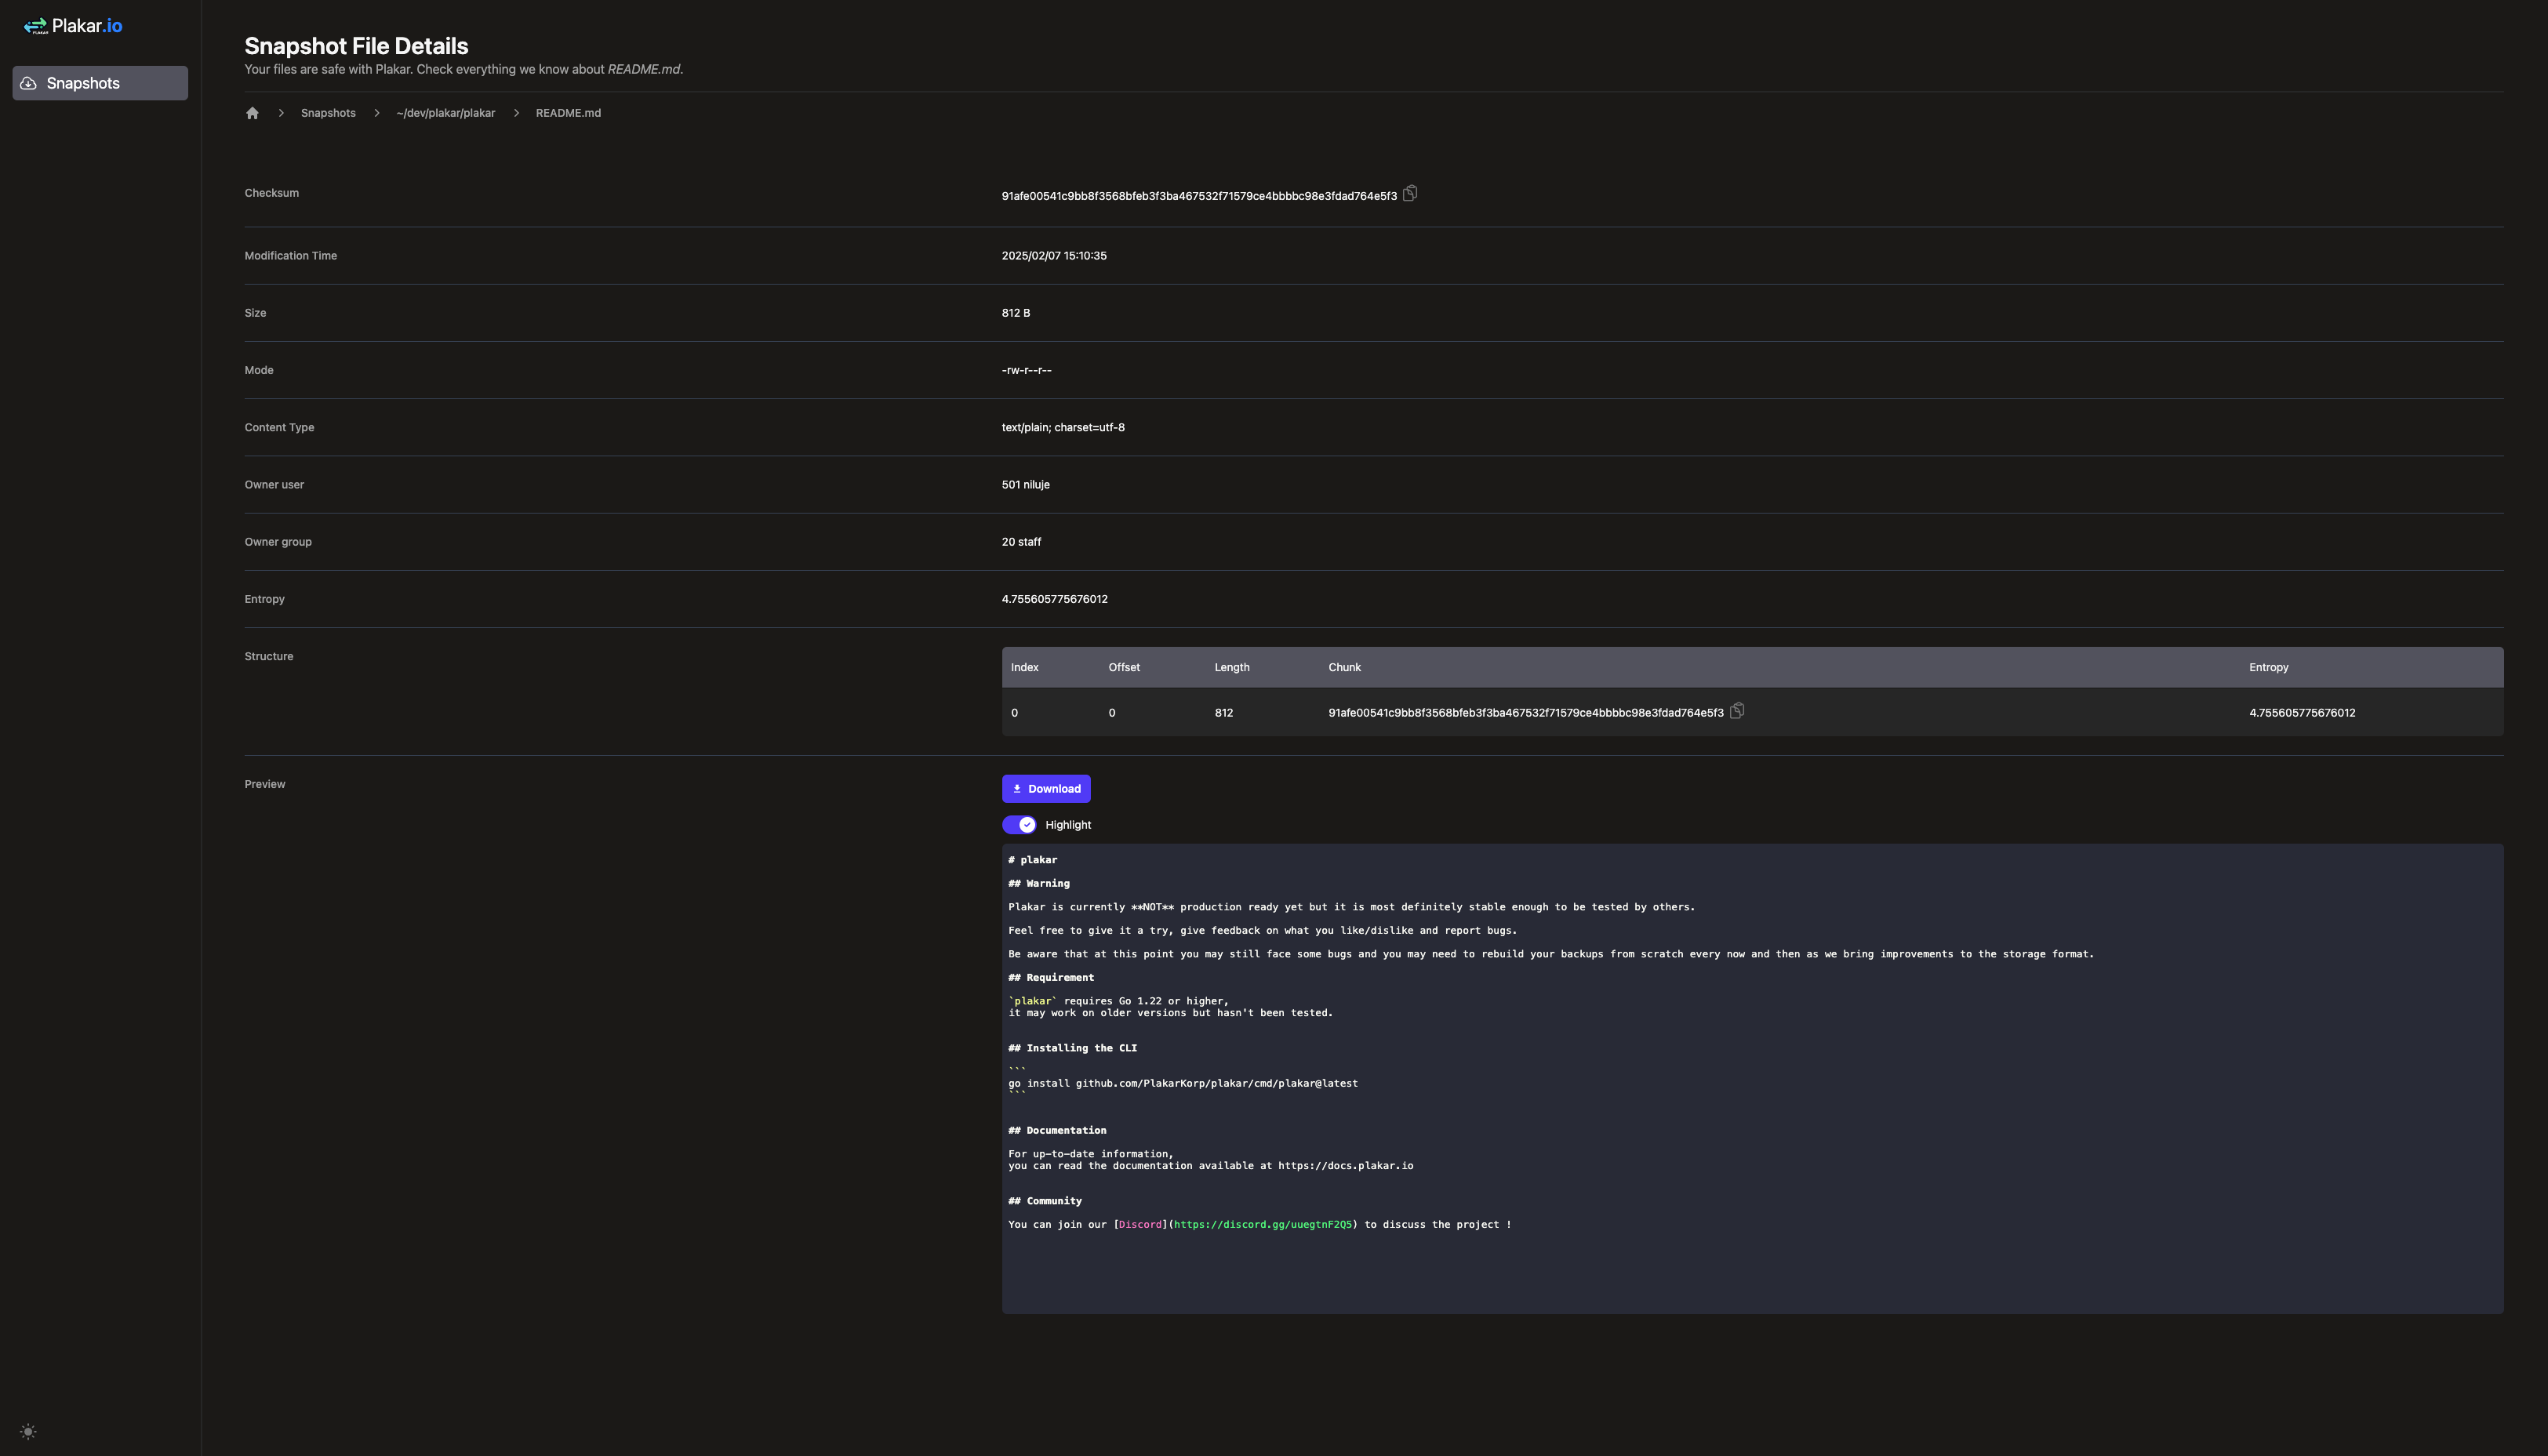 Plakar.io
Snapshots
Snapshot File Details
Your files are safe with Plakar. Check everything we know about README.md.
Snapshots > ~/dev/plakar/plakar > README.md
Checksum 91afe00541c9bb8f3568bfeb3f3ba467532f71579ce4bbbbc98e3fdad764e5f3
Modification Time 2025/02/07 15:10:35
Size 812 B
Mode -rw-r--r--
Content Type text/plain; charset=utf-8
Owner user 501 niluje
Owner group 20 staff
Entropy 4.755605775676012
Structure
Index Offset Length Chunk Entropy
0 0 812 91afe00541c9bb8f3568bfeb3f3ba467532f71579ce4bbbbc98e3fdad764e5f3 4.755605775676012
Preview
Download
Highlight
# plakar
## Warning
Plakar is currently **NOT** production ready yet but it is most definitely stable enough to be tested by others.
Feel free to give it a try, give feedback on what you like/dislike and report bugs.
Be aware that at this point you may still face some bugs and you may need to rebuild your backups from scratch every now and then as we bring improvements to the storage format.
## Requirement
`plakar` requires Go 1.22 or higher,
it may work on older versions but hasn't been tested.
## Installing the CLI
```
go install github.com/PlakarKorp/plakar/cmd/plakar@latest
```
## Documentation
For up-to-date information,
you can read the documentation available at https://docs.plakar.io
## Community
You can join our [Discord](https://discord.gg/uuegtnF2Q5) to discuss the project !